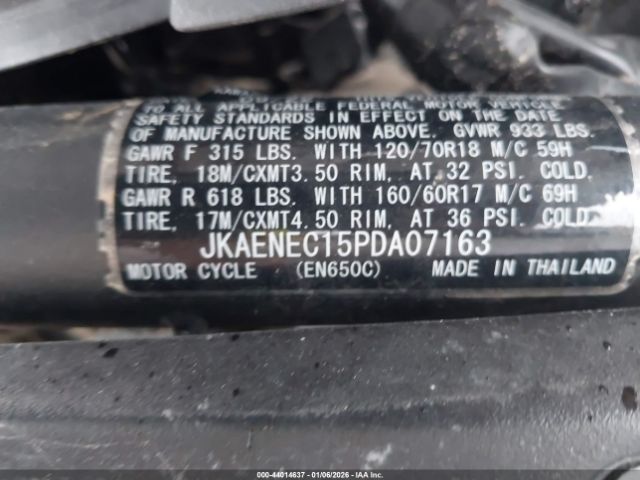 TO ALL APPLICABLE FEDERAL MOTOR VEHICLE
SAFETY STANDARDS IN EFFECT ON THE DATE
OF MANUFACTURE SHOWN ABOVE. GVWR 933 LBS.
GAWR F 315 LBS. WITH 120/70R18 M/C 59H
TIRE, 18M/CXMT3.50 RIM, AT 32 PSI. COLD.
GAWR R 618 LBS. WITH 160/60R17 M/C 69H
TIRE, 17M/CXMT4.50 RIM, AT 36 PSI. COLD.
JKAENEC15PDA07163
MOTOR CYCLE (EN650C) MADE IN THAILAND
000-44014637 - 01/06/2026 - COPYRIGHT IAA, LLC.